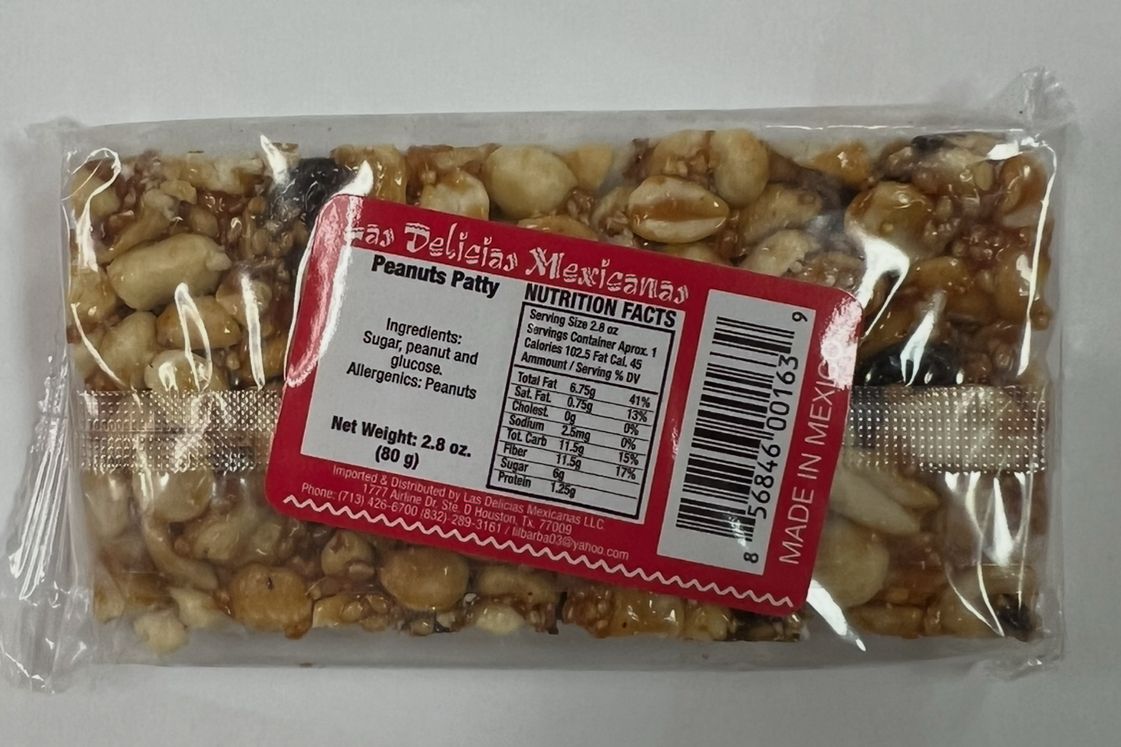 Las Delicias Mexicanas
Peanuts Patty
Ingredients:
Sugar, peanut and
glucose.
Allergenics: Peanuts
Net Weight: 2.8 oz.
(80 g)
NUTRITION FACTS
Serving Size 2.8 oz
Servings Container Aprox. 1
Calories 102.5 Fat Cal. 45
Ammount / Serving % DV
Total Fat 6.75g 41%
Sat. Fat. 0.75g 13%
Cholest. 0g 0%
Sodium 2.5mg 0%
Tot. Carb 11.5g 15%
Fiber 11.5g 17%
Sugar 6g
Protein 1.25g
Imported & Distributed by Las Delicias Mexicanas LLC
1777 Airline Dr. Ste. D Houston, Tx. 77009
Phone: (713) 426-6700 /(832)-289-3161 / lilbarba03@yahoo.com
8 56846 00163 9
MADE IN MEXICO